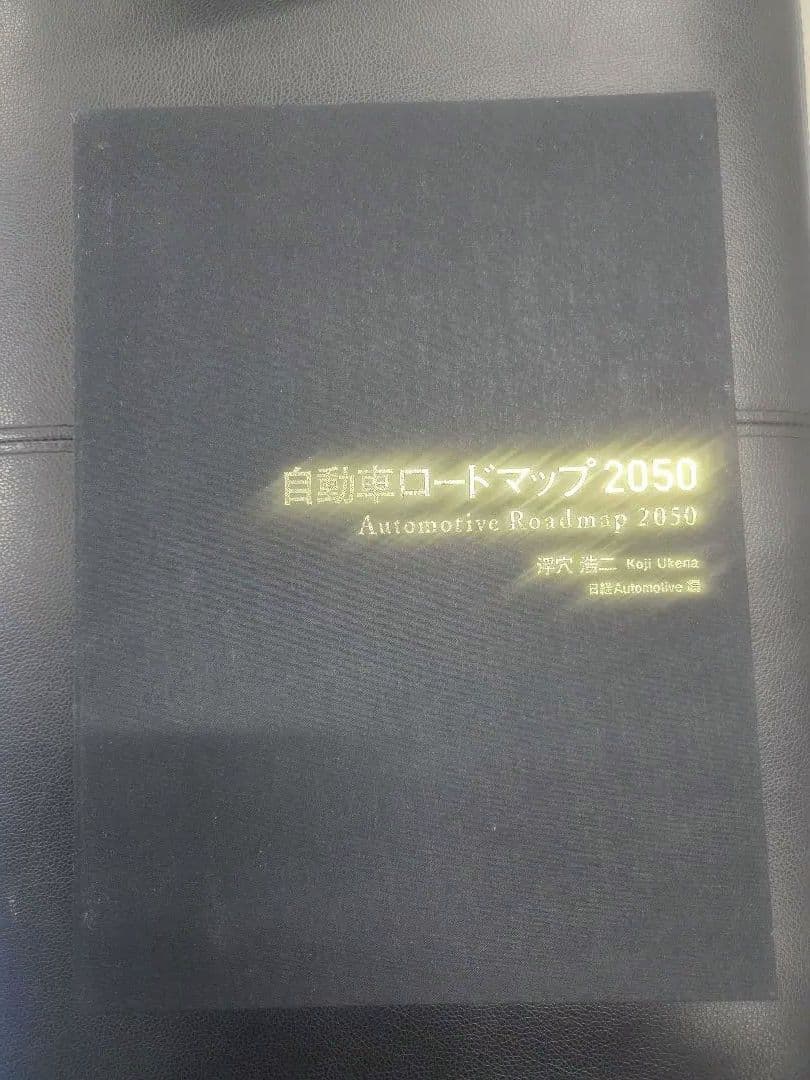 自動車ロードマップ 2050
Automotive Roadmap 2050
浮穴 浩二 Koji Ukena
日経Automotive 編